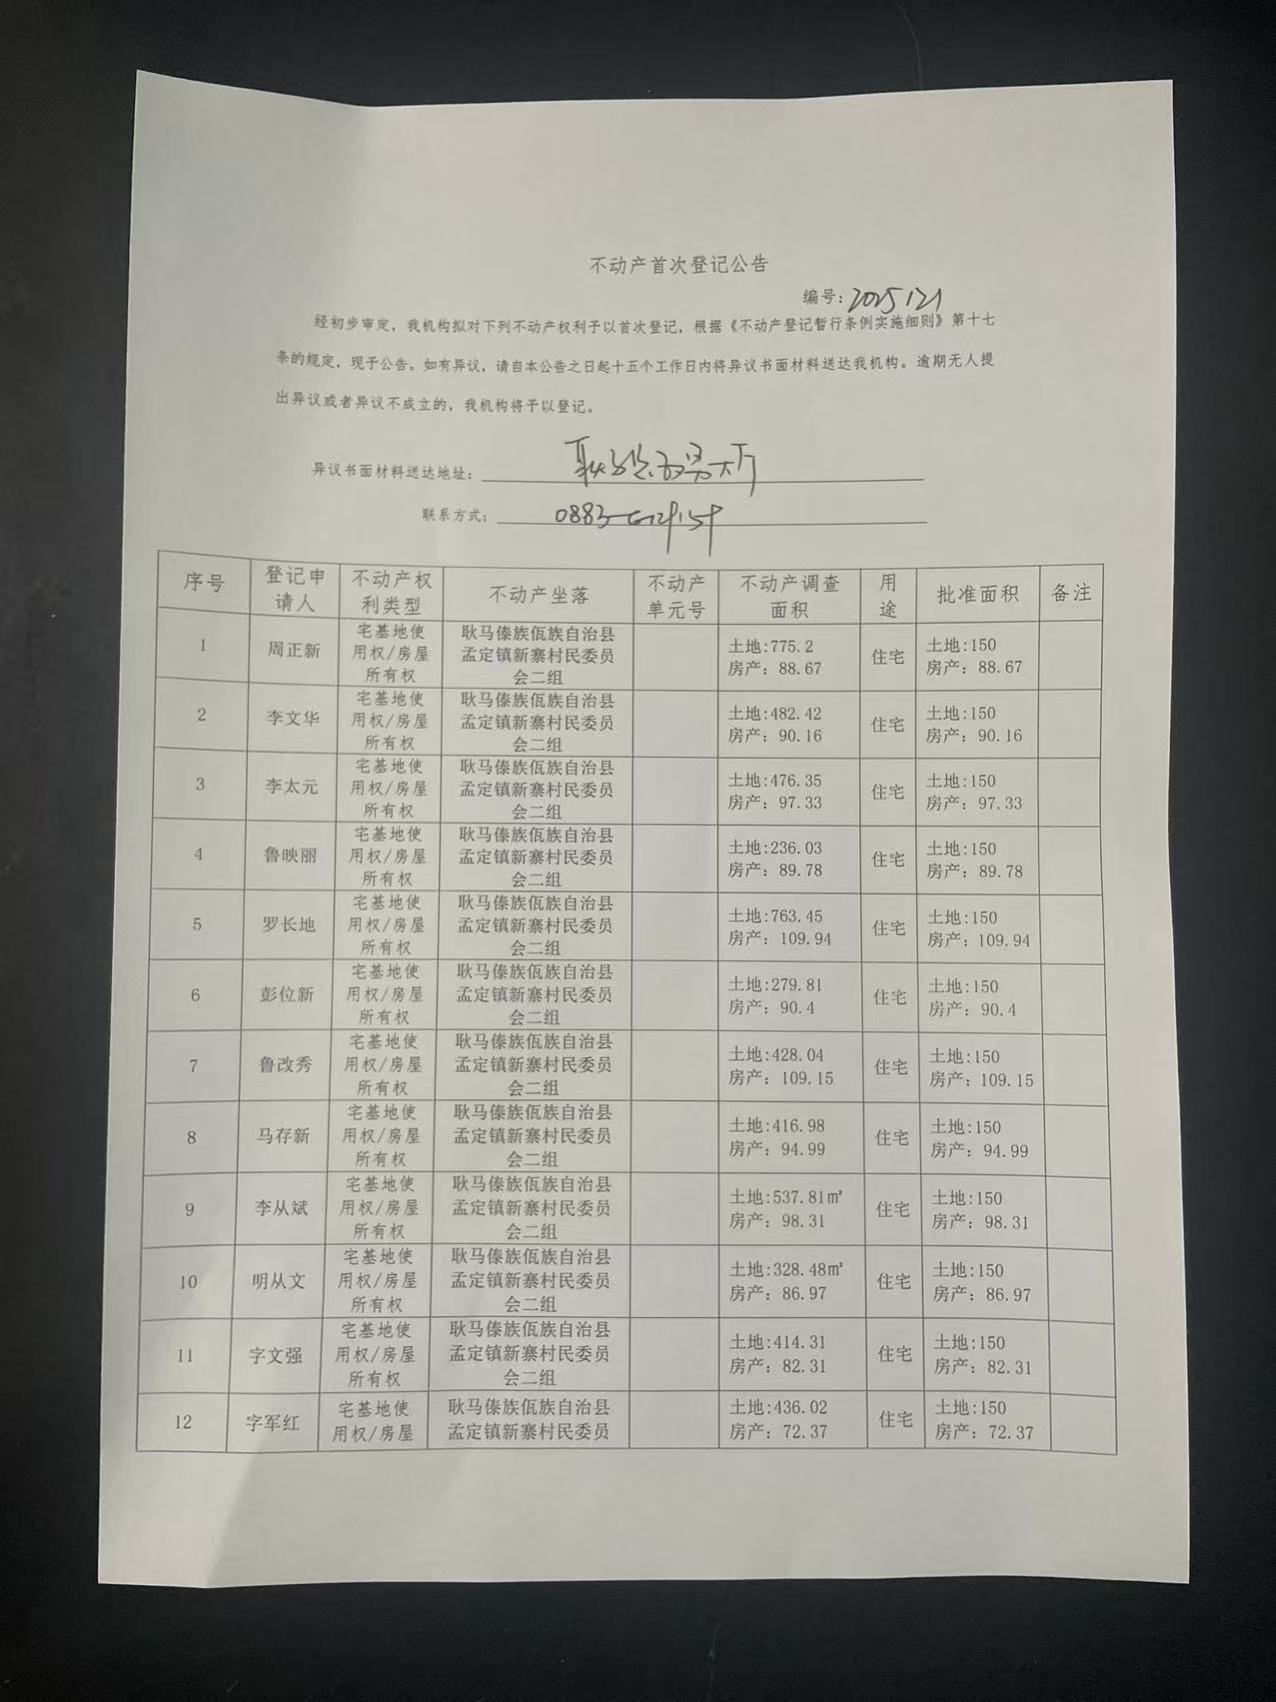 不动产首次登记公告
编号: 2025121
经初步审定，我机构拟对下列不动产权利予以首次登记，根据《不动产登记暂行条例实施细则》第十七
条的规定，现予公告。如有异议，请自本公告之日起十五个工作日内将异议书面材料送达我机构。逾期无人提
出异议或者异议不成立的，我机构将予以登记。
异议书面材料送达地址：
联系方式： 0883-
序号 登记申请人 不动产权利类型 不动产坐落 不动产单元号 不动产调查面积 用途 批准面积 备注
1 周正新 宅基地使用权/房屋所有权 耿马傣族佤族自治县孟定镇新寨村民委员会二组 土地:775.2 房产：88.67 住宅 土地:150 房产：88.67
2 李文华 宅基地使用权/房屋所有权 耿马傣族佤族自治县孟定镇新寨村民委员会二组 土地:482.42 房产：90.16 住宅 土地:150 房产：90.16
3 李太元 宅基地使用权/房屋所有权 耿马傣族佤族自治县孟定镇新寨村民委员会二组 土地:476.35 房产：97.33 住宅 土地:150 房产：97.33
4 鲁映丽 宅基地使用权/房屋所有权 耿马傣族佤族自治县孟定镇新寨村民委员会二组 土地:236.03 房产：89.78 住宅 土地:150 房产：89.78
5 罗长地 宅基地使用权/房屋所有权 耿马傣族佤族自治县孟定镇新寨村民委员会二组 土地:763.45 房产：109.94 住宅 土地:150 房产：109.94
6 彭位新 宅基地使用权/房屋所有权 耿马傣族佤族自治县孟定镇新寨村民委员会二组 土地:279.81 房产：90.4 住宅 土地:150 房产：90.4
7 鲁改秀 宅基地使用权/房屋所有权 耿马傣族佤族自治县孟定镇新寨村民委员会二组 土地:428.04 房产：109.15 住宅 土地:150 房产：109.15
8 马存新 宅基地使用权/房屋所有权 耿马傣族佤族自治县孟定镇新寨村民委员会二组 土地:416.98 房产：94.99 住宅 土地:150 房产：94.99
9 李从斌 宅基地使用权/房屋所有权 耿马傣族佤族自治县孟定镇新寨村民委员会二组 土地:537.81㎡ 房产：98.31 住宅 土地:150 房产：98.31
10 明从文 宅基地使用权/房屋所有权 耿马傣族佤族自治县孟定镇新寨村民委员会二组 土地:328.48㎡ 房产：86.97 住宅 土地:150 房产：86.97
11 字文强 宅基地使用权/房屋所有权 耿马傣族佤族自治县孟定镇新寨村民委员会二组 土地:414.31 房产：82.31 住宅 土地:150 房产：82.31
12 字军红 宅基地使用权/房屋 耿马傣族佤族自治县孟定镇新寨村民委员 土地:436.02 房产：72.37 住宅 土地:150 房产：72.37